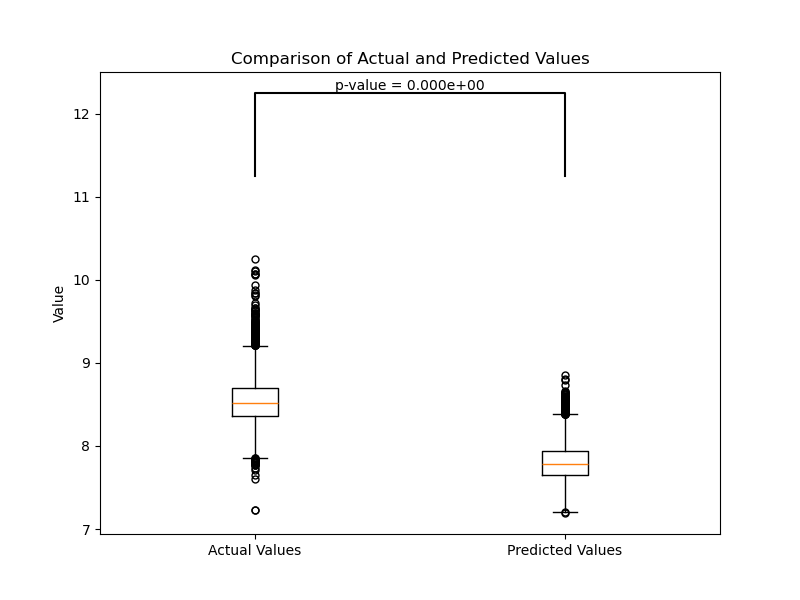 Comparison of Actual and Predicted Values
p-value = 0.000e+00
12
11
10
9
8
7
Value
Actual Values
Predicted Values